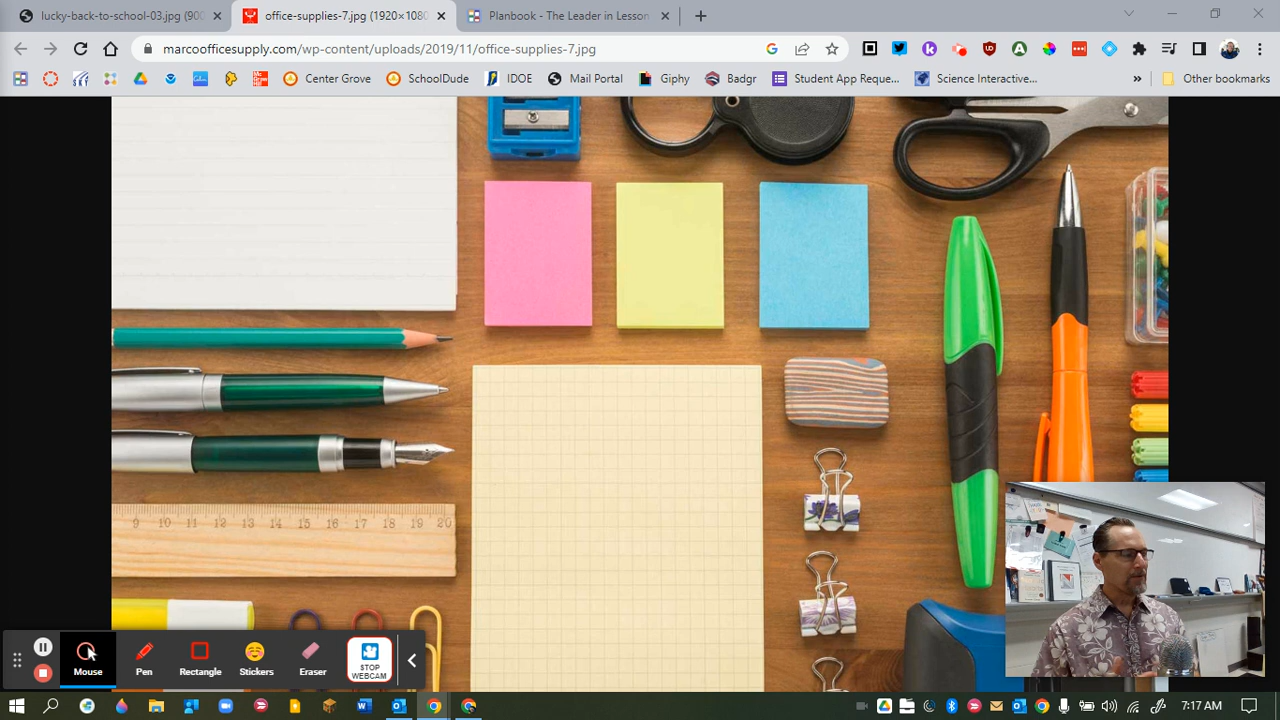 lucky-back-to-school-03.jpg (900
office-supplies-7.jpg (1920×1080
Planbook - The Leader in Lesson
marcoofficesupply.com/wp-content/uploads/2019/11/office-supplies-7.jpg
Center Grove
SchoolDude
IDOE
Mail Portal
Giphy
Badgr
Student App Reque...
Science Interactive...
»
Other bookmarks
9 10 11 12 13 14 15 16 17 18 19 20
Mouse
Pen
Rectangle
Stickers
Eraser
STOP
WEBCAM
7:17 AM